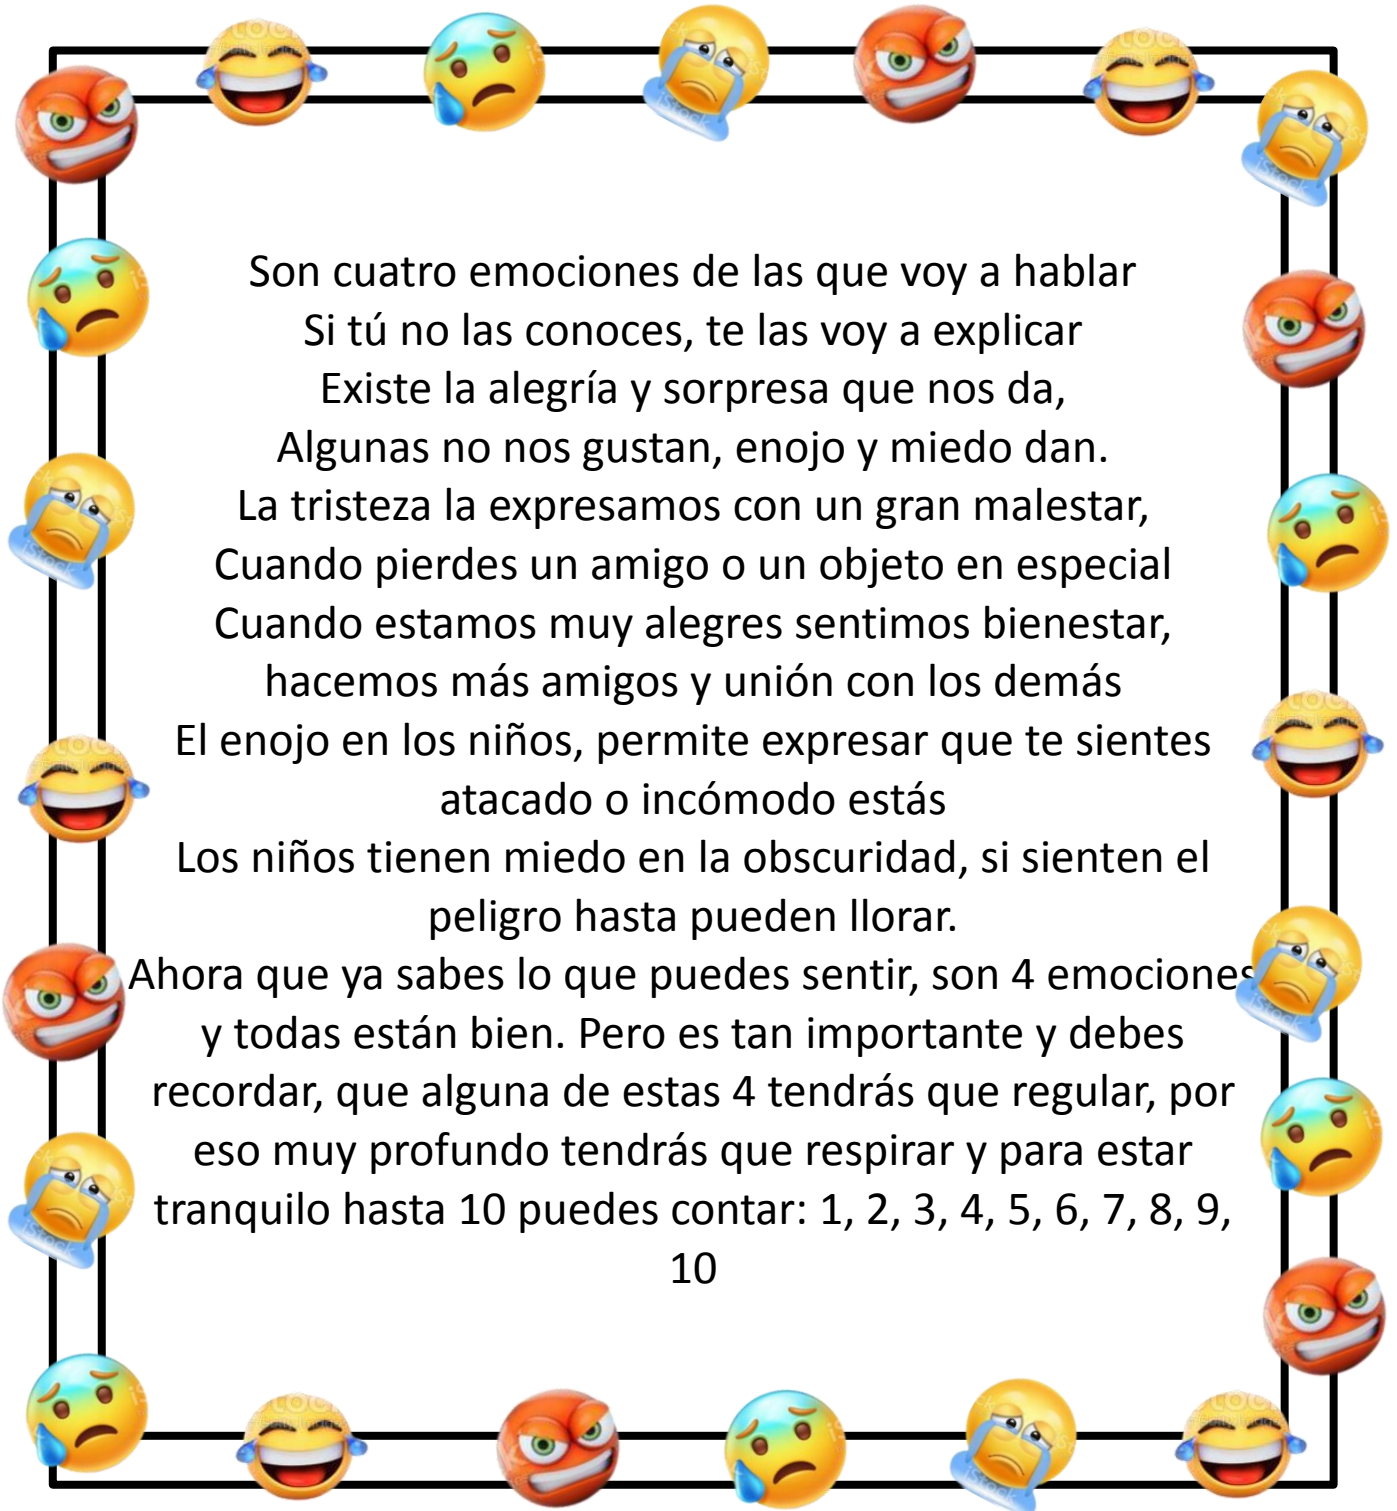 Son cuatro emociones de las que voy a hablar
Si tú no las conoces, te las voy a explicar
Existe la alegría y sorpresa que nos da,
Algunas no nos gustan, enojo y miedo dan.
La tristeza la expresamos con un gran malestar,
Cuando pierdes un amigo o un objeto en especial
Cuando estamos muy alegres sentimos bienestar,
hacemos más amigos y unión con los demás
El enojo en los niños, permite expresar que te sientes
atacado o incómodo estás
Los niños tienen miedo en la obscuridad, si sienten el
peligro hasta pueden llorar.
Ahora que ya sabes lo que puedes sentir, son 4 emociones
y todas están bien. Pero es tan importante y debes
recordar, que alguna de estas 4 tendrás que regular, por
eso muy profundo tendrás que respirar y para estar
tranquilo hasta 10 puedes contar: 1, 2, 3, 4, 5, 6, 7, 8, 9,
10